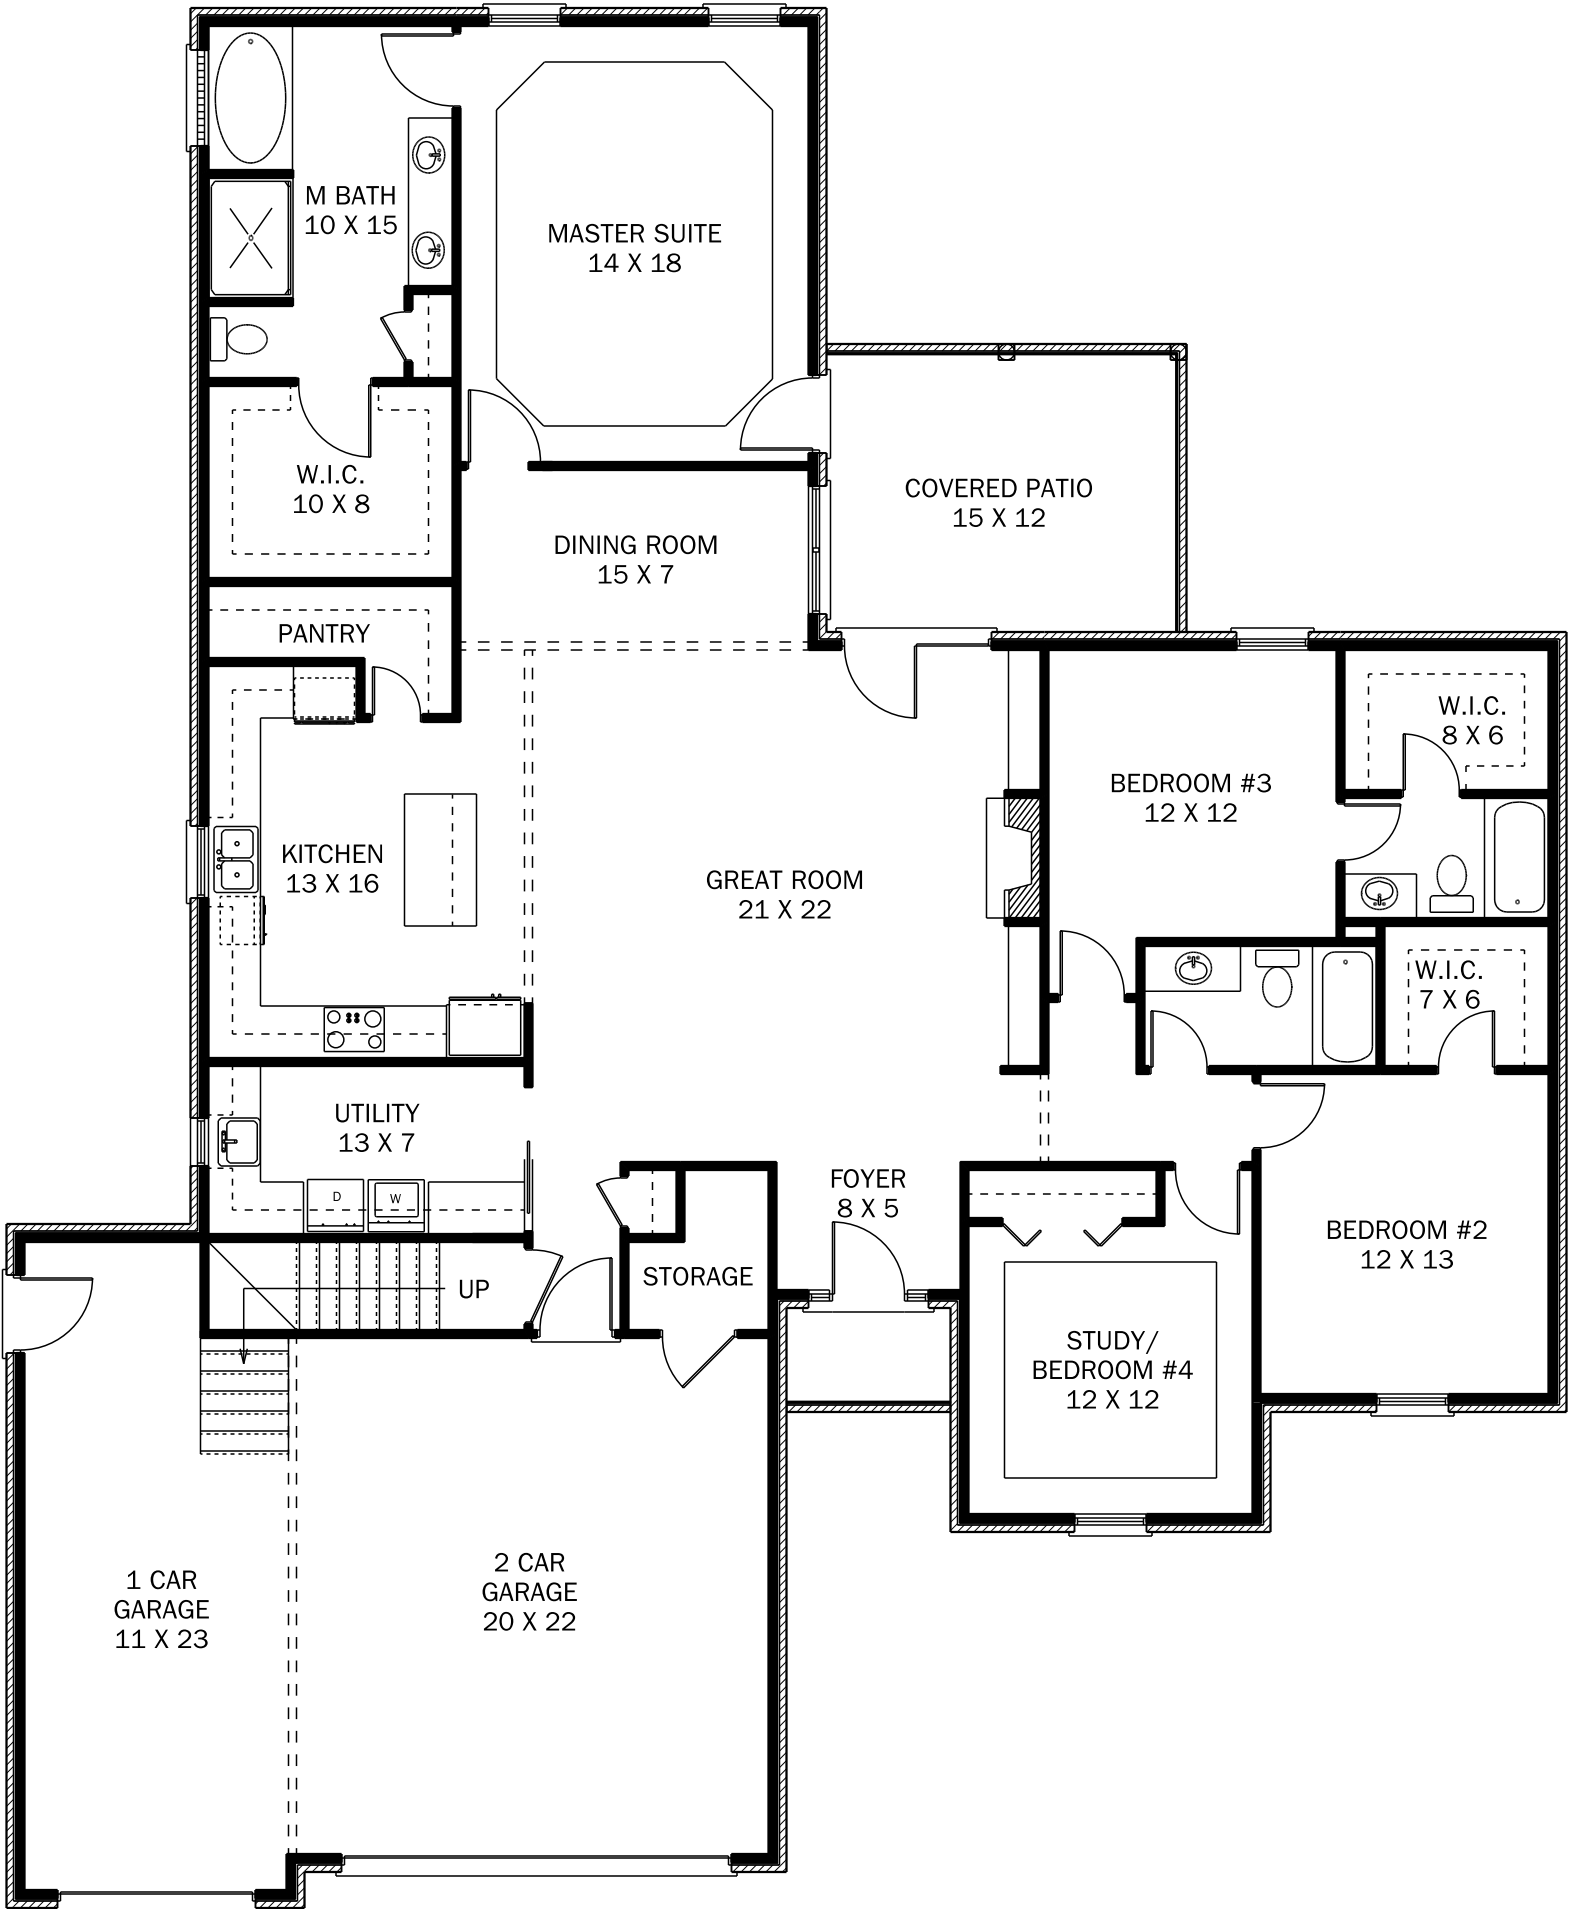 M BATH
10 X 15
MASTER SUITE
14 X 18
W.I.C.
10 X 8
COVERED PATIO
15 X 12
DINING ROOM
15 X 7
PANTRY
W.I.C.
8 X 6
BEDROOM #3
12 X 12
KITCHEN
13 X 16
GREAT ROOM
21 X 22
W.I.C.
7 X 6
UTILITY
13 X 7
D
W
FOYER
8 X 5
BEDROOM #2
12 X 13
STORAGE
UP
STUDY/
BEDROOM #4
12 X 12
1 CAR
GARAGE
11 X 23
2 CAR
GARAGE
20 X 22